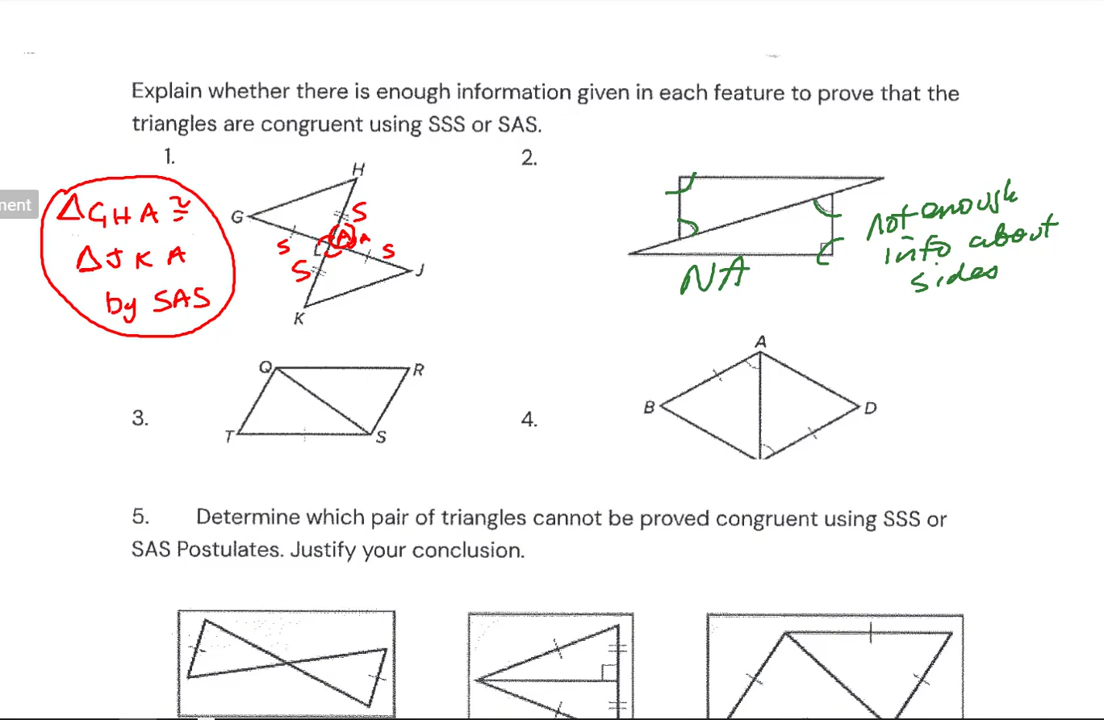 Explain whether there is enough information given in each feature to prove that the
triangles are congruent using SSS or SAS.
1.
2.
nent
△GHA ≅
△JKA
by SAS
H
G
S
A
A
S
S
S
J
K
Not enough
info about
sides
NA
3.
Q
R
T
S
4.
A
B
D
5. Determine which pair of triangles cannot be proved congruent using SSS or
SAS Postulates. Justify your conclusion.